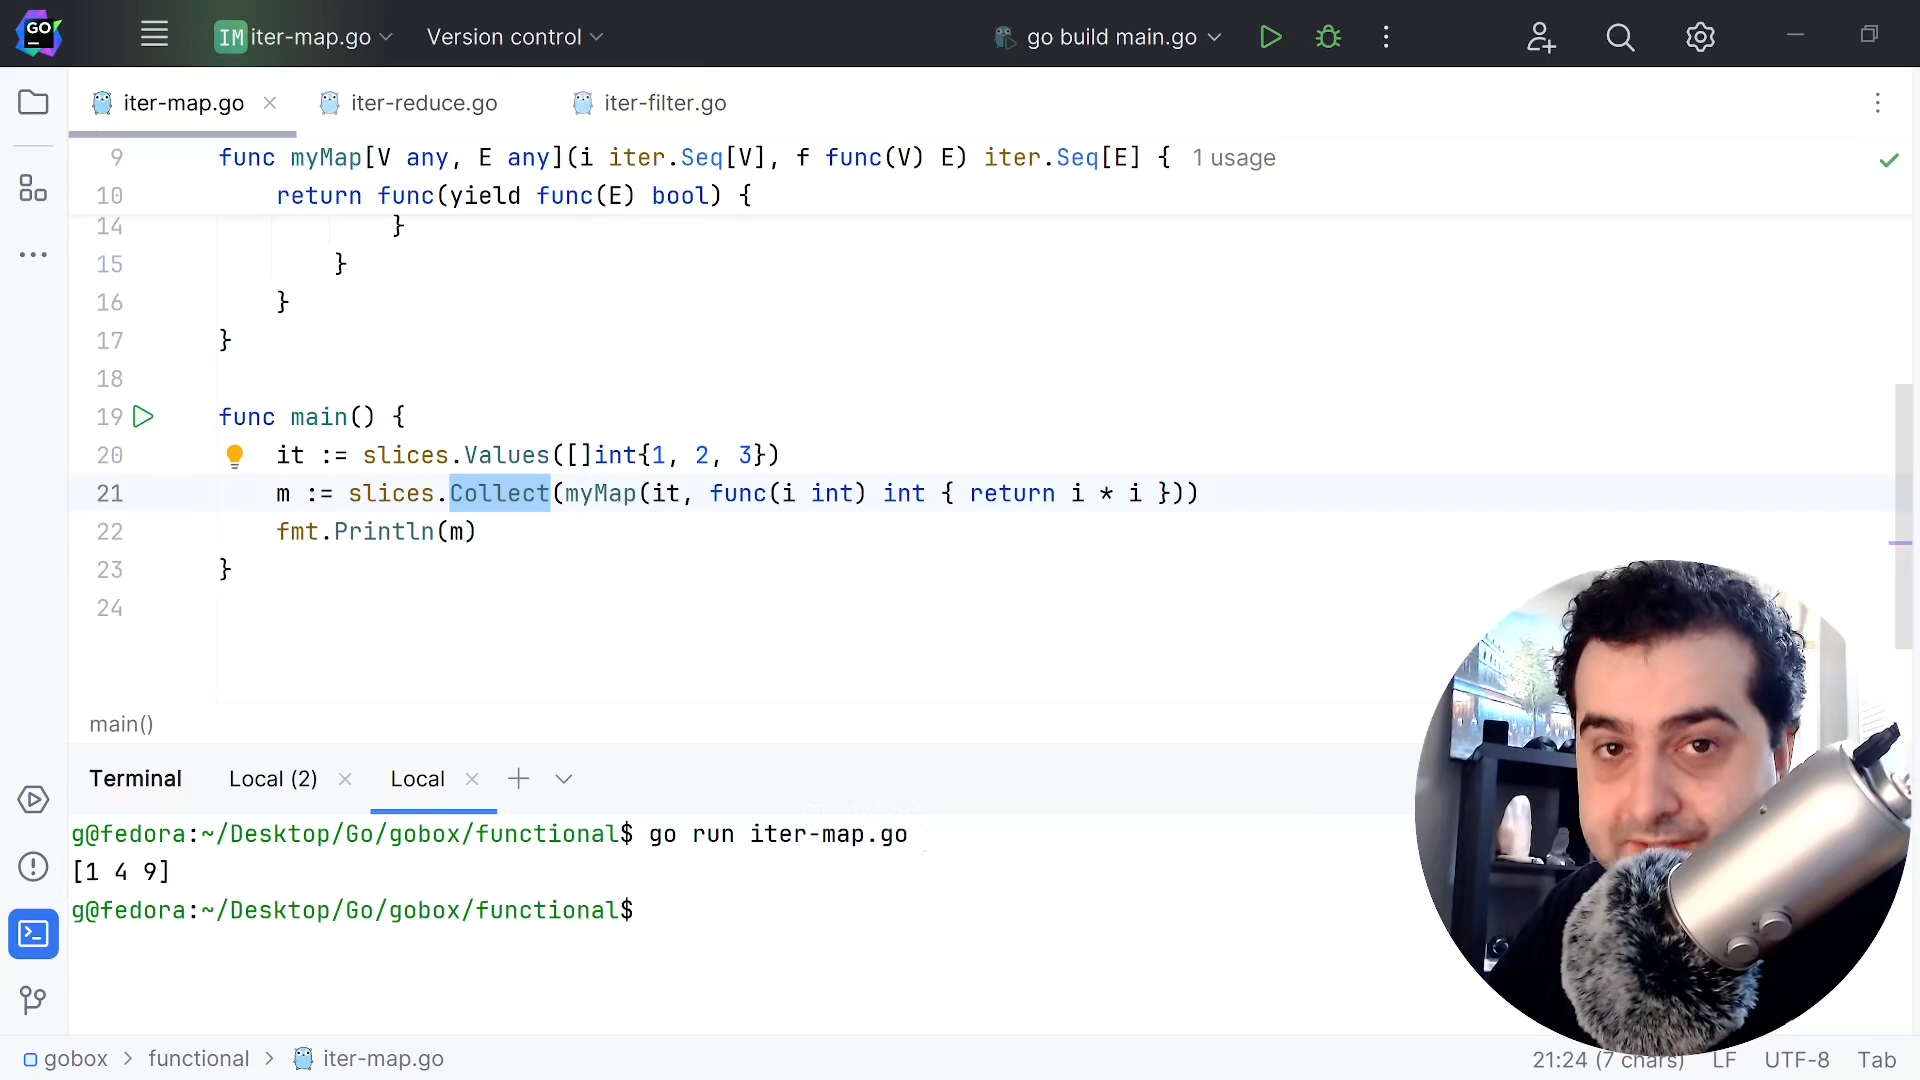 GO
IM iter-map.go
Version control
go build main.go
iter-map.go
iter-reduce.go
iter-filter.go
9 func myMap[V any, E any](i iter.Seq[V], f func(V) E) iter.Seq[E] { 1 usage
10 return func(yield func(E) bool) {
14 }
15 }
16 }
17 }
18
19 func main() {
20 it := slices.Values([]int{1, 2, 3})
21 m := slices.Collect(myMap(it, func(i int) int { return i * i }))
22 fmt.Println(m)
23 }
24
main()
Terminal
Local (2)
Local
g@fedora:~/Desktop/Go/gobox/functional$ go run iter-map.go
[1 4 9]
g@fedora:~/Desktop/Go/gobox/functional$
gobox > functional > iter-map.go
21:24 (7 chars) LF UTF-8 Tab